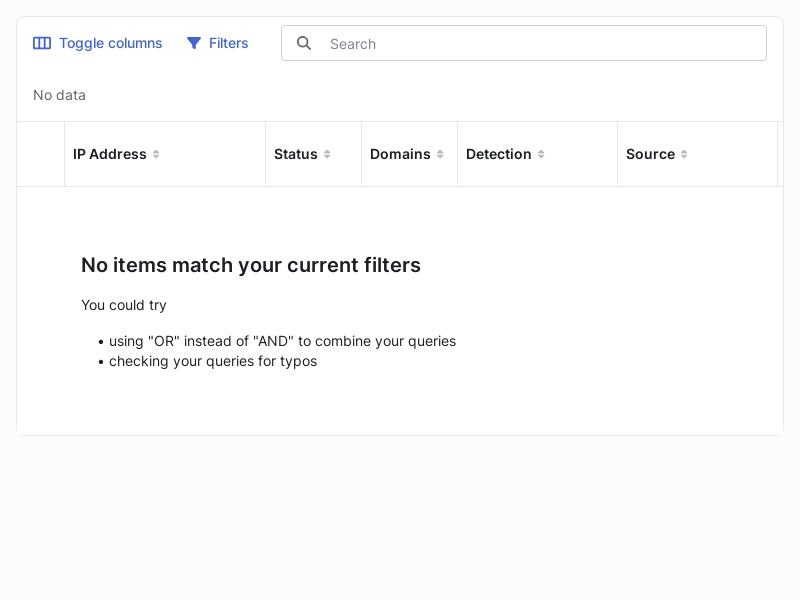 Toggle columns Filters Search
No data
IP Address Status Domains Detection Source
No items match your current filters
You could try
• using "OR" instead of "AND" to combine your queries
• checking your queries for typos